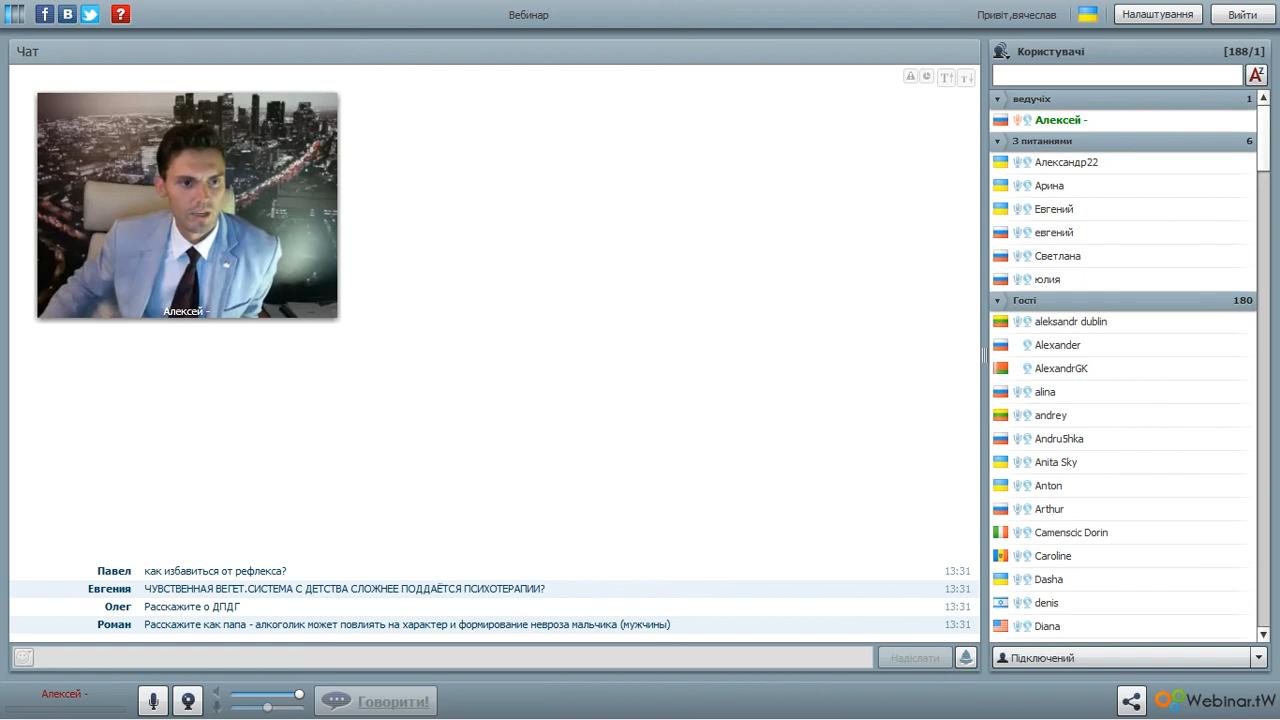 f В ?
Вебинар
Привіт,вячеслав
Налаштування
Вийти
Чат
T↑ T↓
Алексей -
Павел как избавиться от рефлекса? 13:31
Евгения ЧУВСТВЕННАЯ ВЕГЕТ.СИСТЕМА С ДЕТСТВА СЛОЖНЕЕ ПОДДАЁТСЯ ПСИХОТЕРАПИИ? 13:31
Олег Расскажите о ДПДГ 13:31
Роман Расскажите как папа - алкоголик может повлиять на характер и формирование невроза мальчика (мужчины) 13:31
Надіслати
Користувачі [188/1]
AZ
ведучіх 1
Алексей -
З питаннями 6
Александр22
Арина
Евгений
евгений
Светлана
юлия
Гості 180
aleksandr dublin
Alexander
AlexandrGK
alina
andrey
Andru5hka
Anita Sky
Anton
Arthur
Camenscic Dorin
Caroline
Dasha
denis
Diana
Підключений
Алексей -
Говорити!
Webinar.tW